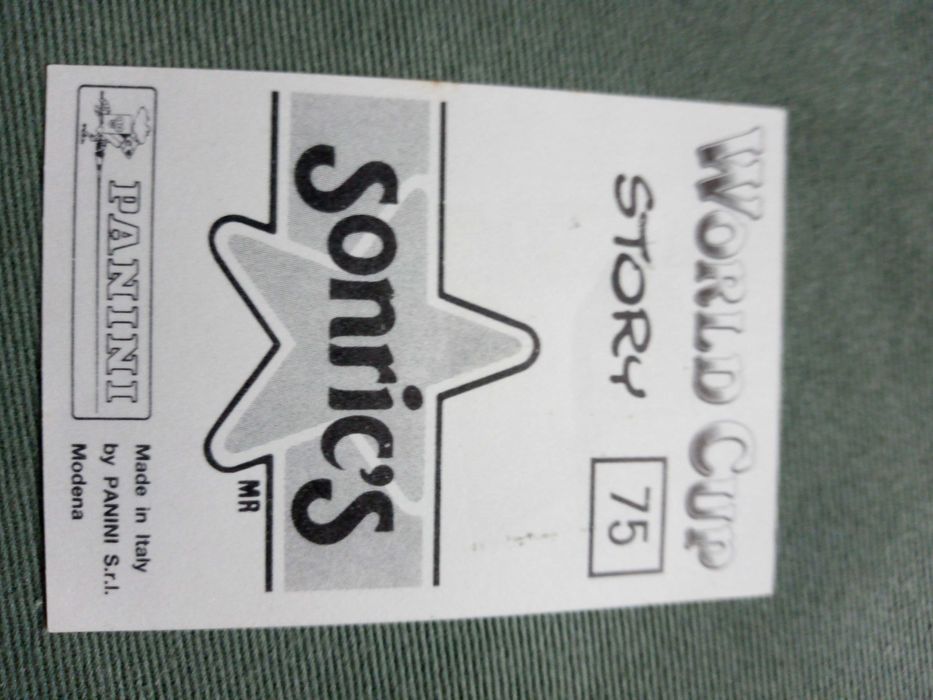 WORLD CUP
STORY 75
Sonric's
MR
PANINI
Made in Italy
by PANINI S.r.l.
Modena